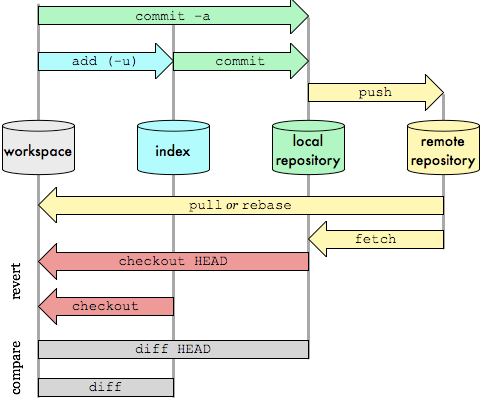 commit -a
add (-u)
commit
push
workspace
index
local
repository
remote
repository
pull or rebase
fetch
revert
checkout HEAD
checkout
compare
diff HEAD
diff